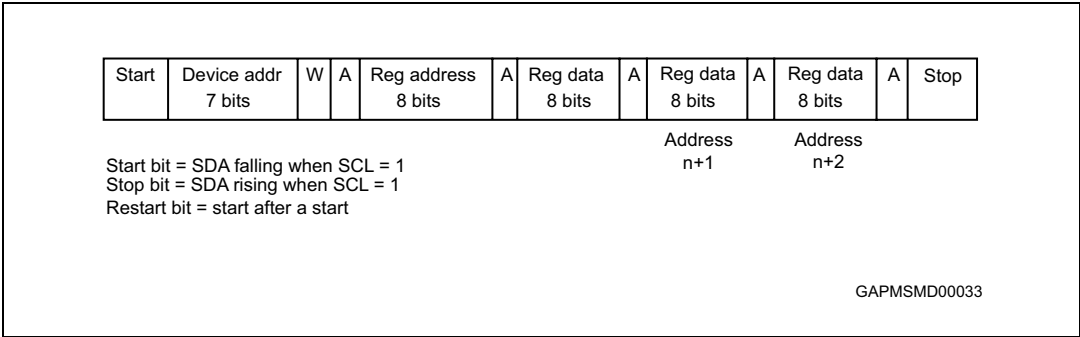 Start Device addr W A Reg address A Reg data A Reg data A Reg data A Stop
7 bits 8 bits 8 bits 8 bits 8 bits
Address Address
n+1 n+2
Start bit = SDA falling when SCL = 1
Stop bit = SDA rising when SCL = 1
Restart bit = start after a start
GAPMSMD00033